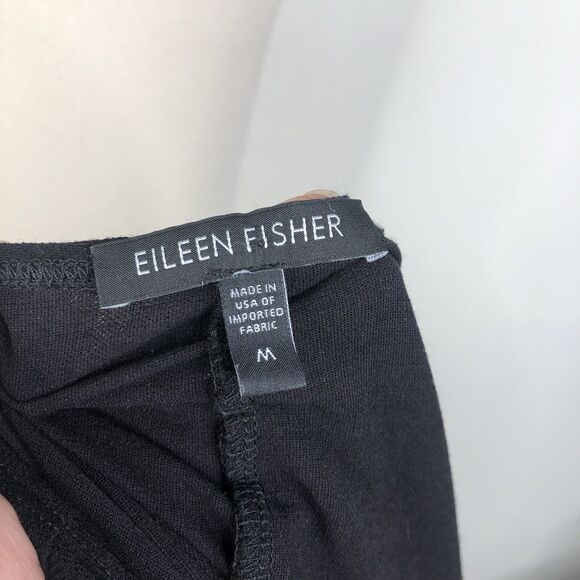 EILEEN FISHER
MADE IN
USA OF
IMPORTED
FABRIC
M